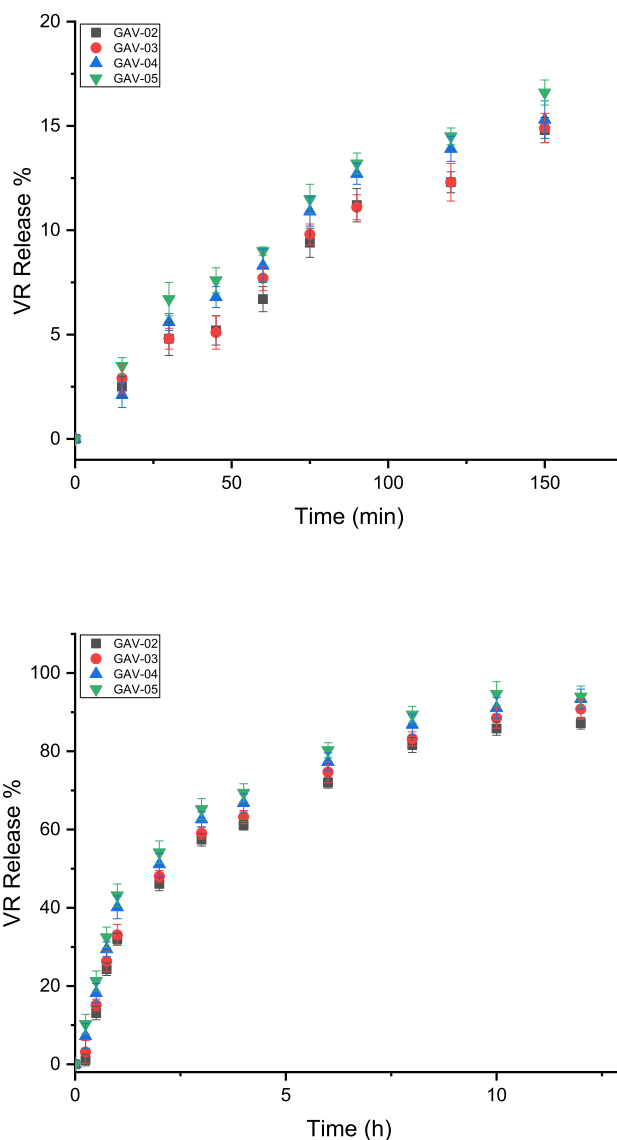 20
15
10
5
0
GAV-02
GAV-03
GAV-04
GAV-05
VR Release %
0 50 100 150
Time (min)
100
80
60
40
20
0
GAV-02
GAV-03
GAV-04
GAV-05
VR Release %
0 5 10
Time (h)